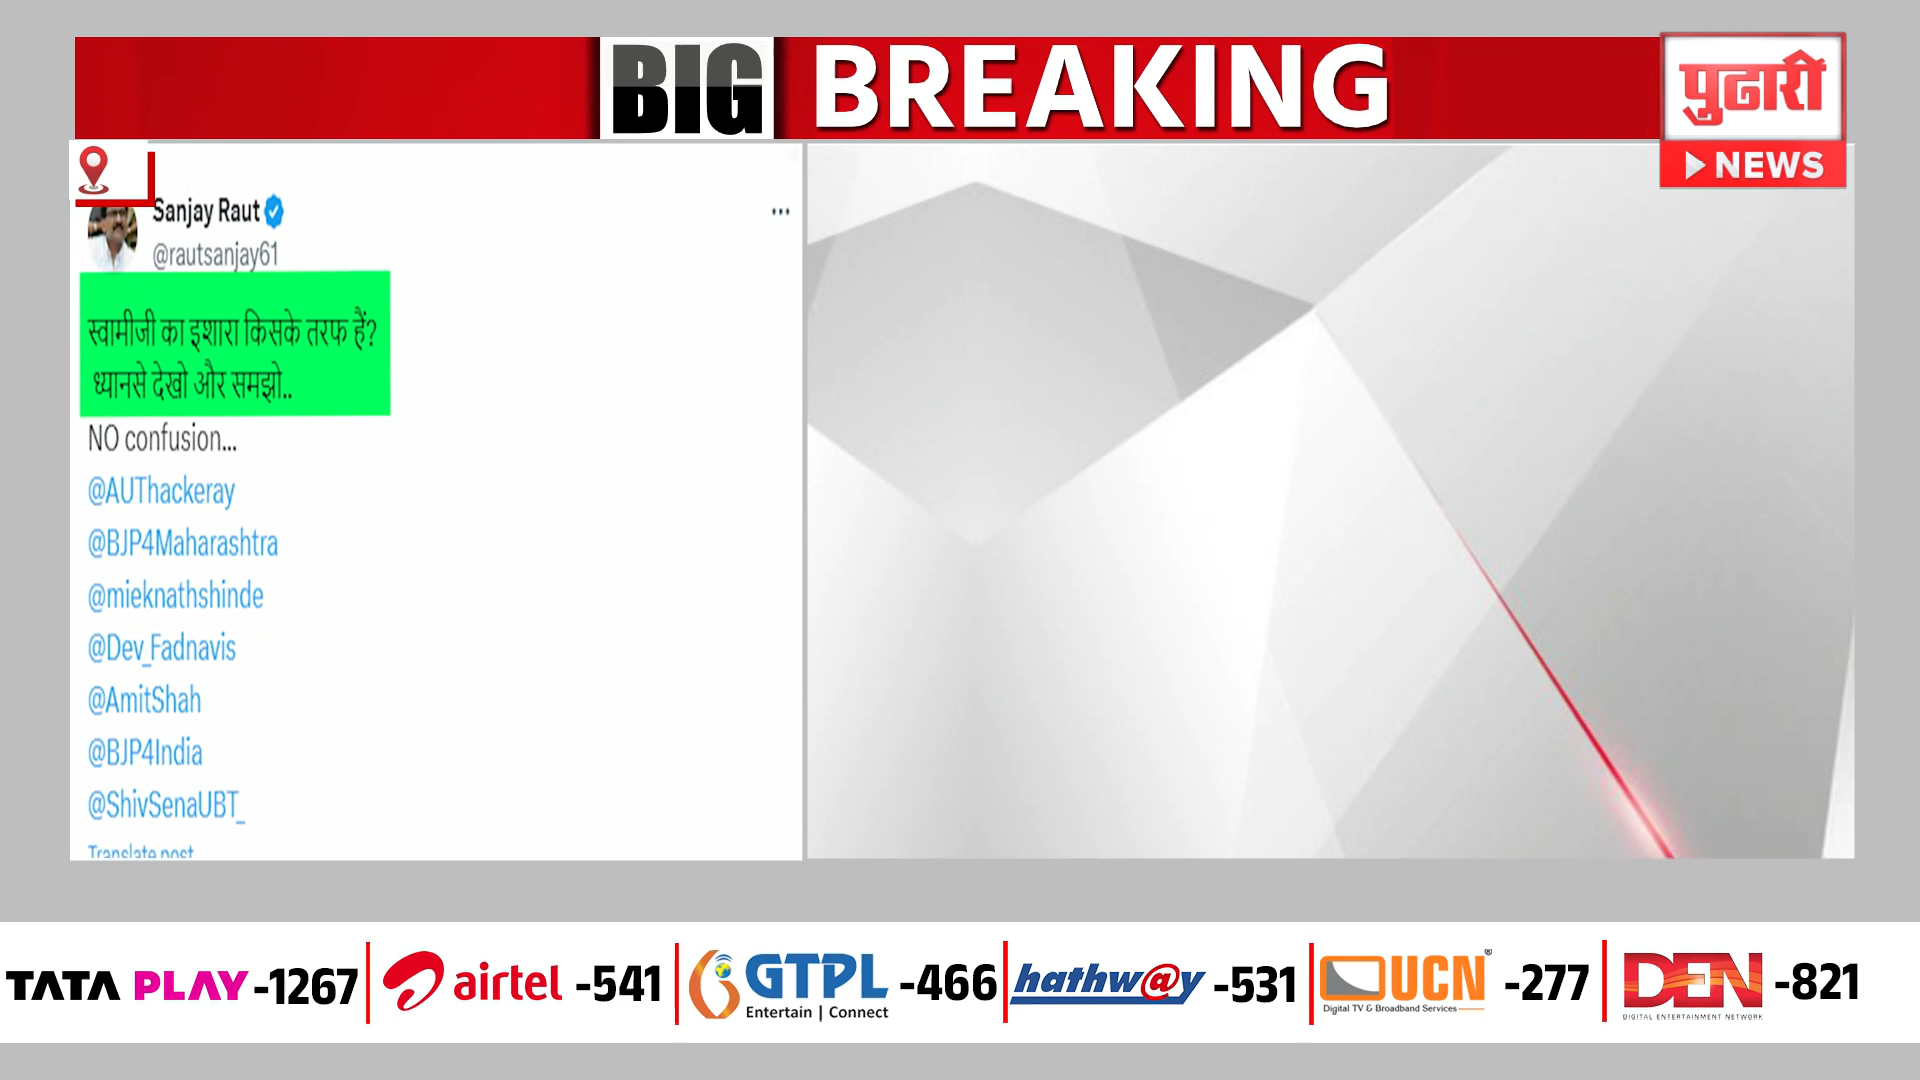 BIG BREAKING
पुढारी
NEWS
Sanjay Raut
@rautsanjay61
स्वामीजी का इशारा किसके तरफ हैं?
ध्यानसे देखो और समझो..
NO confusion...
@AUThackeray
@BJP4Maharashtra
@mieknathshinde
@Dev_Fadnavis
@AmitShah
@BJP4India
@ShivSenaUBT_
Translate post
TATA PLAY -1267
airtel -541
GTPL -466
Entertain | Connect
hathw@y -531
UCN® -277
Digital TV & Broadband Services
DEN -821
DIGITAL ENTERTAINMENT NETWORK